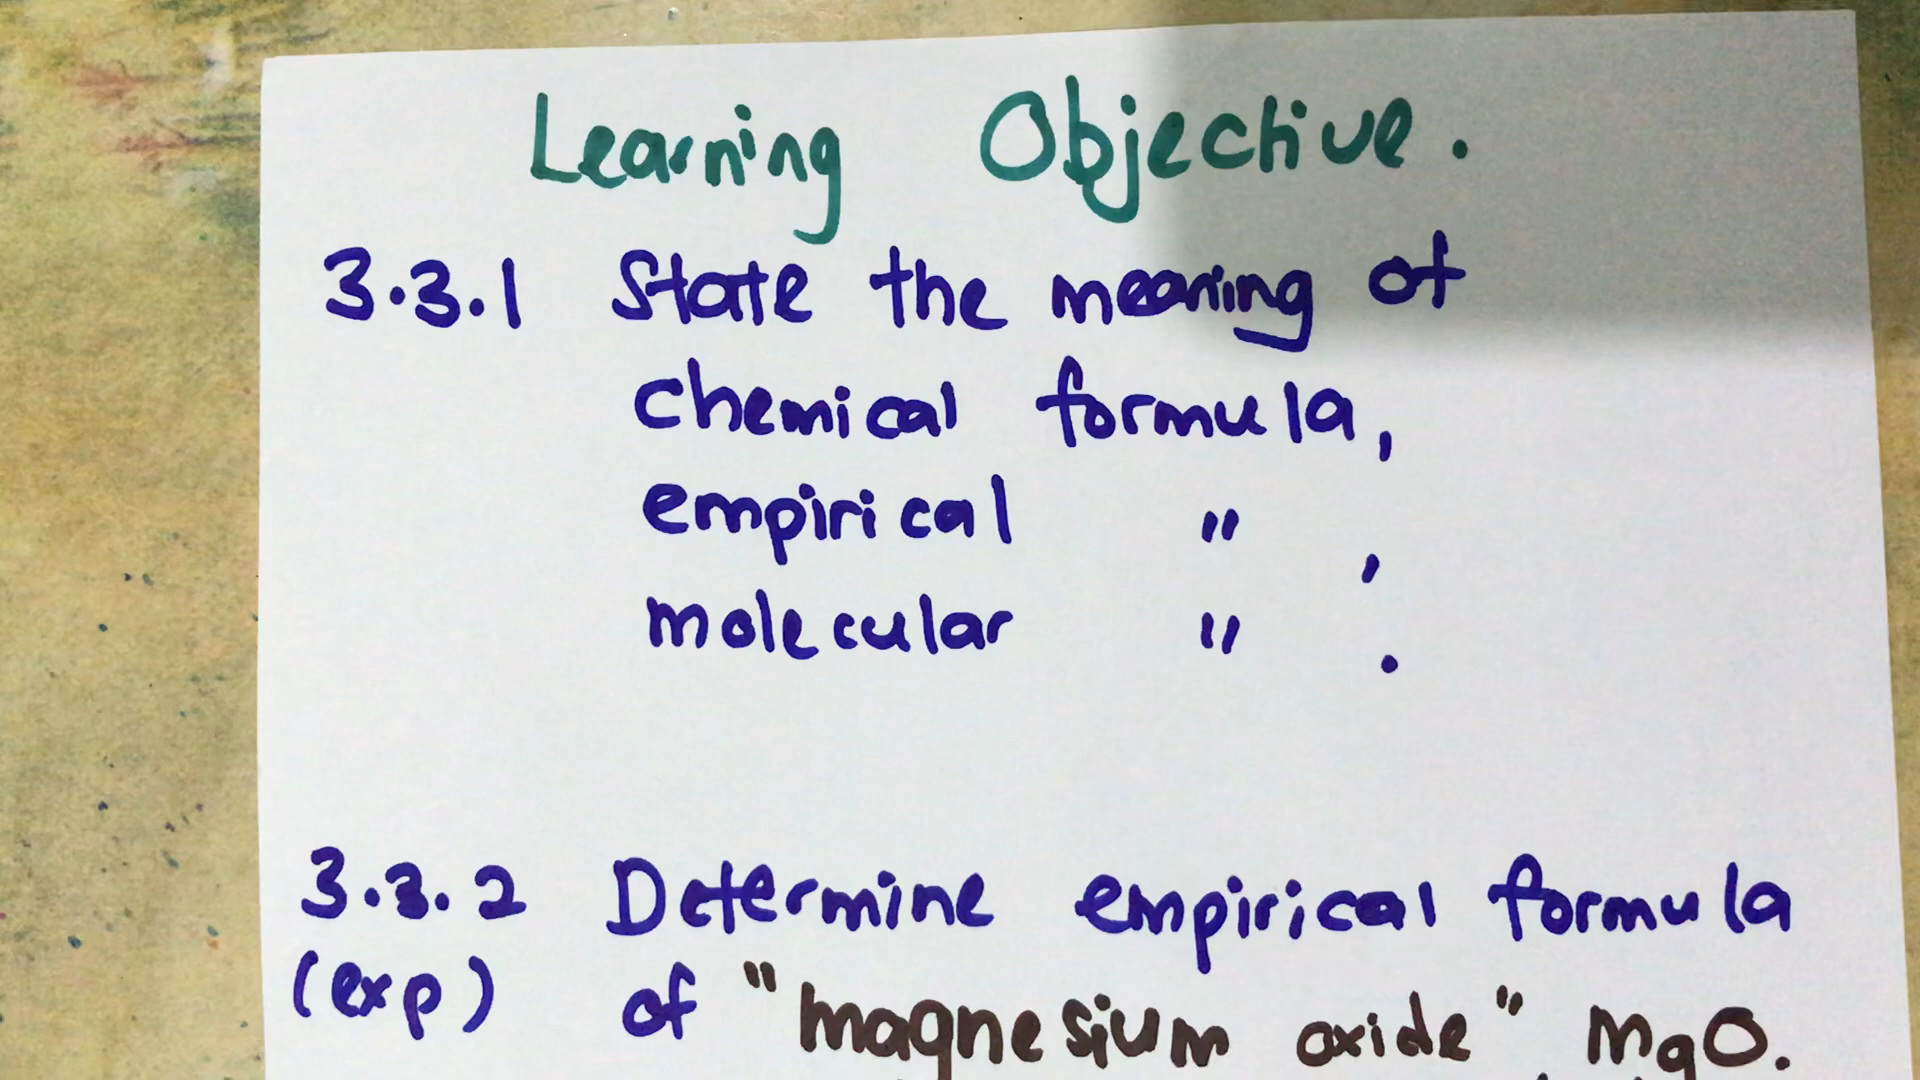 Learning Objective.
3.3.1 State the meaning of
chemical formula,
empirical " ,
molecular " .
3.3.2 Determine empirical formula
(exp) of "magnesium oxide" MgO.